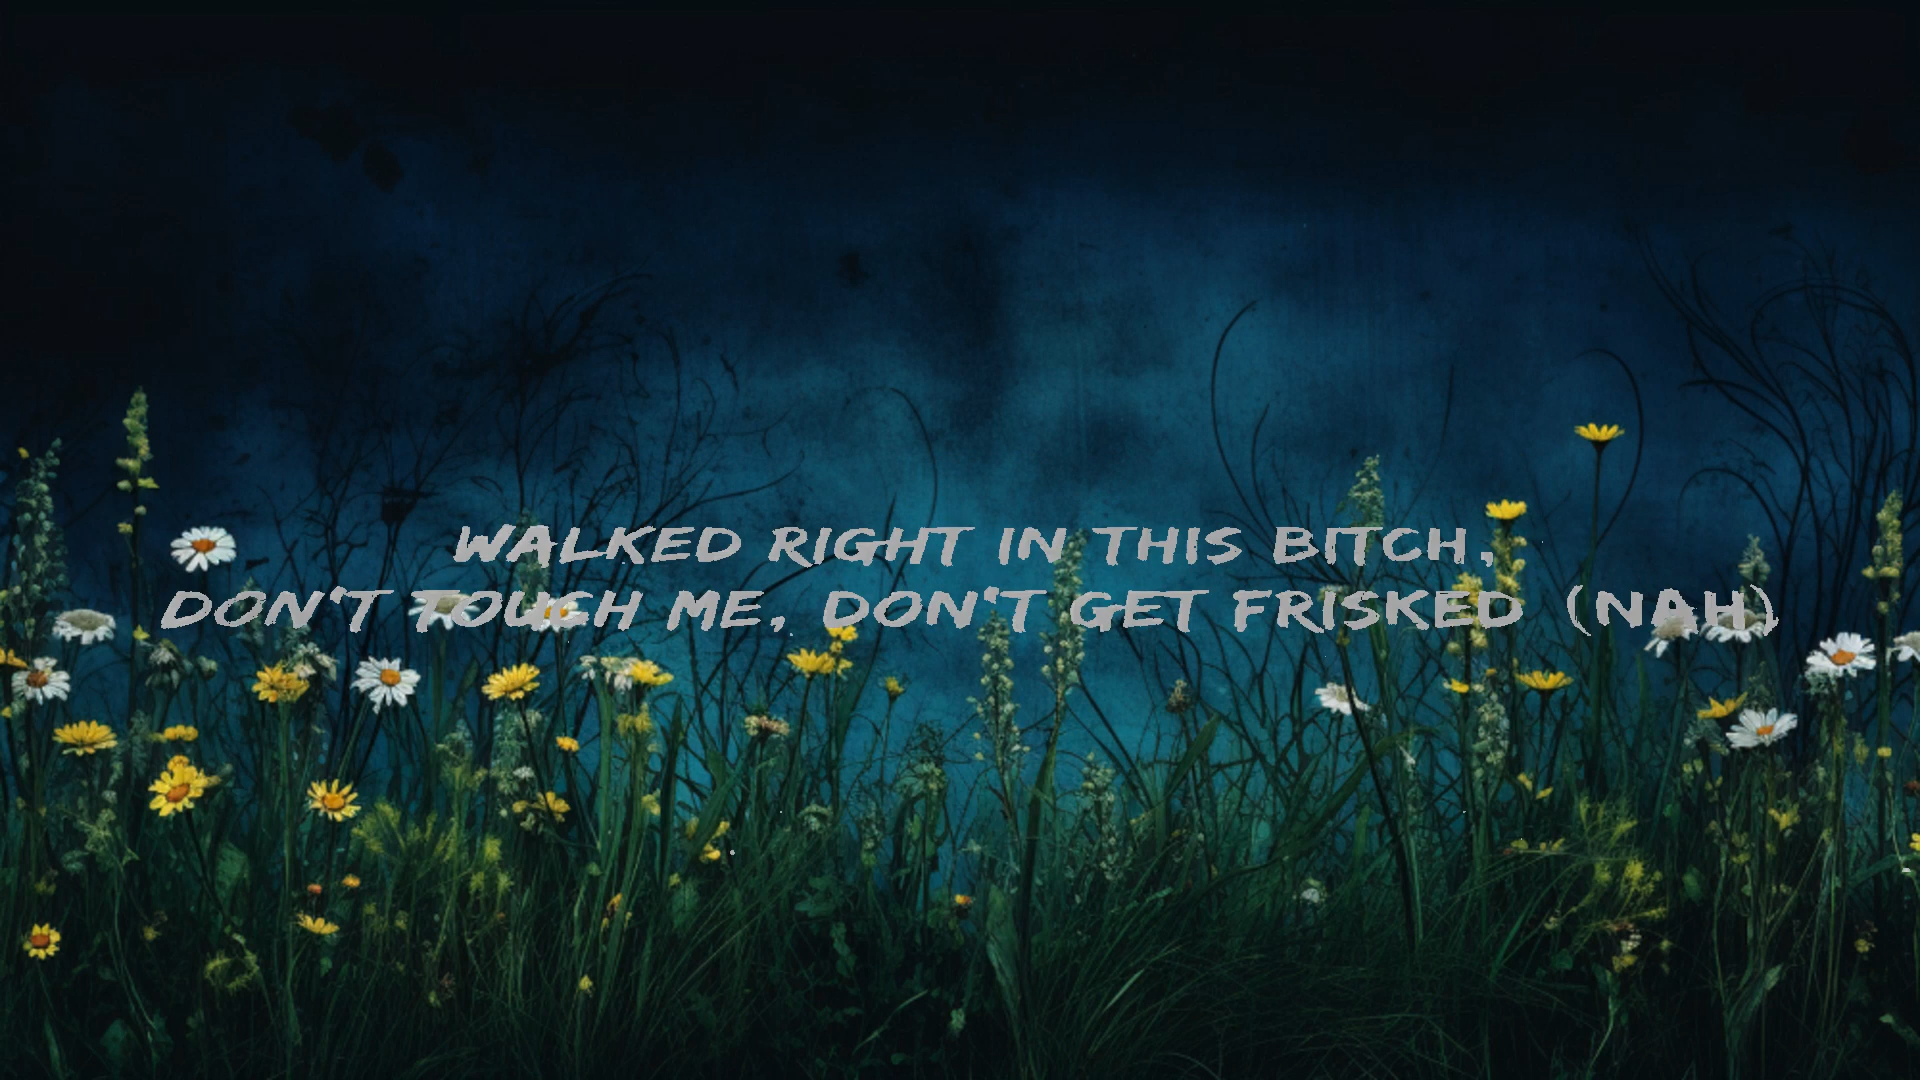 WALKED RIGHT IN THIS BITCH,
DON'T TOUCH ME, DON'T GET FRISKED (NAH)